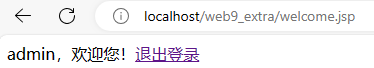 localhost/web9_extra/welcome.jsp
admin，欢迎您！退出登录